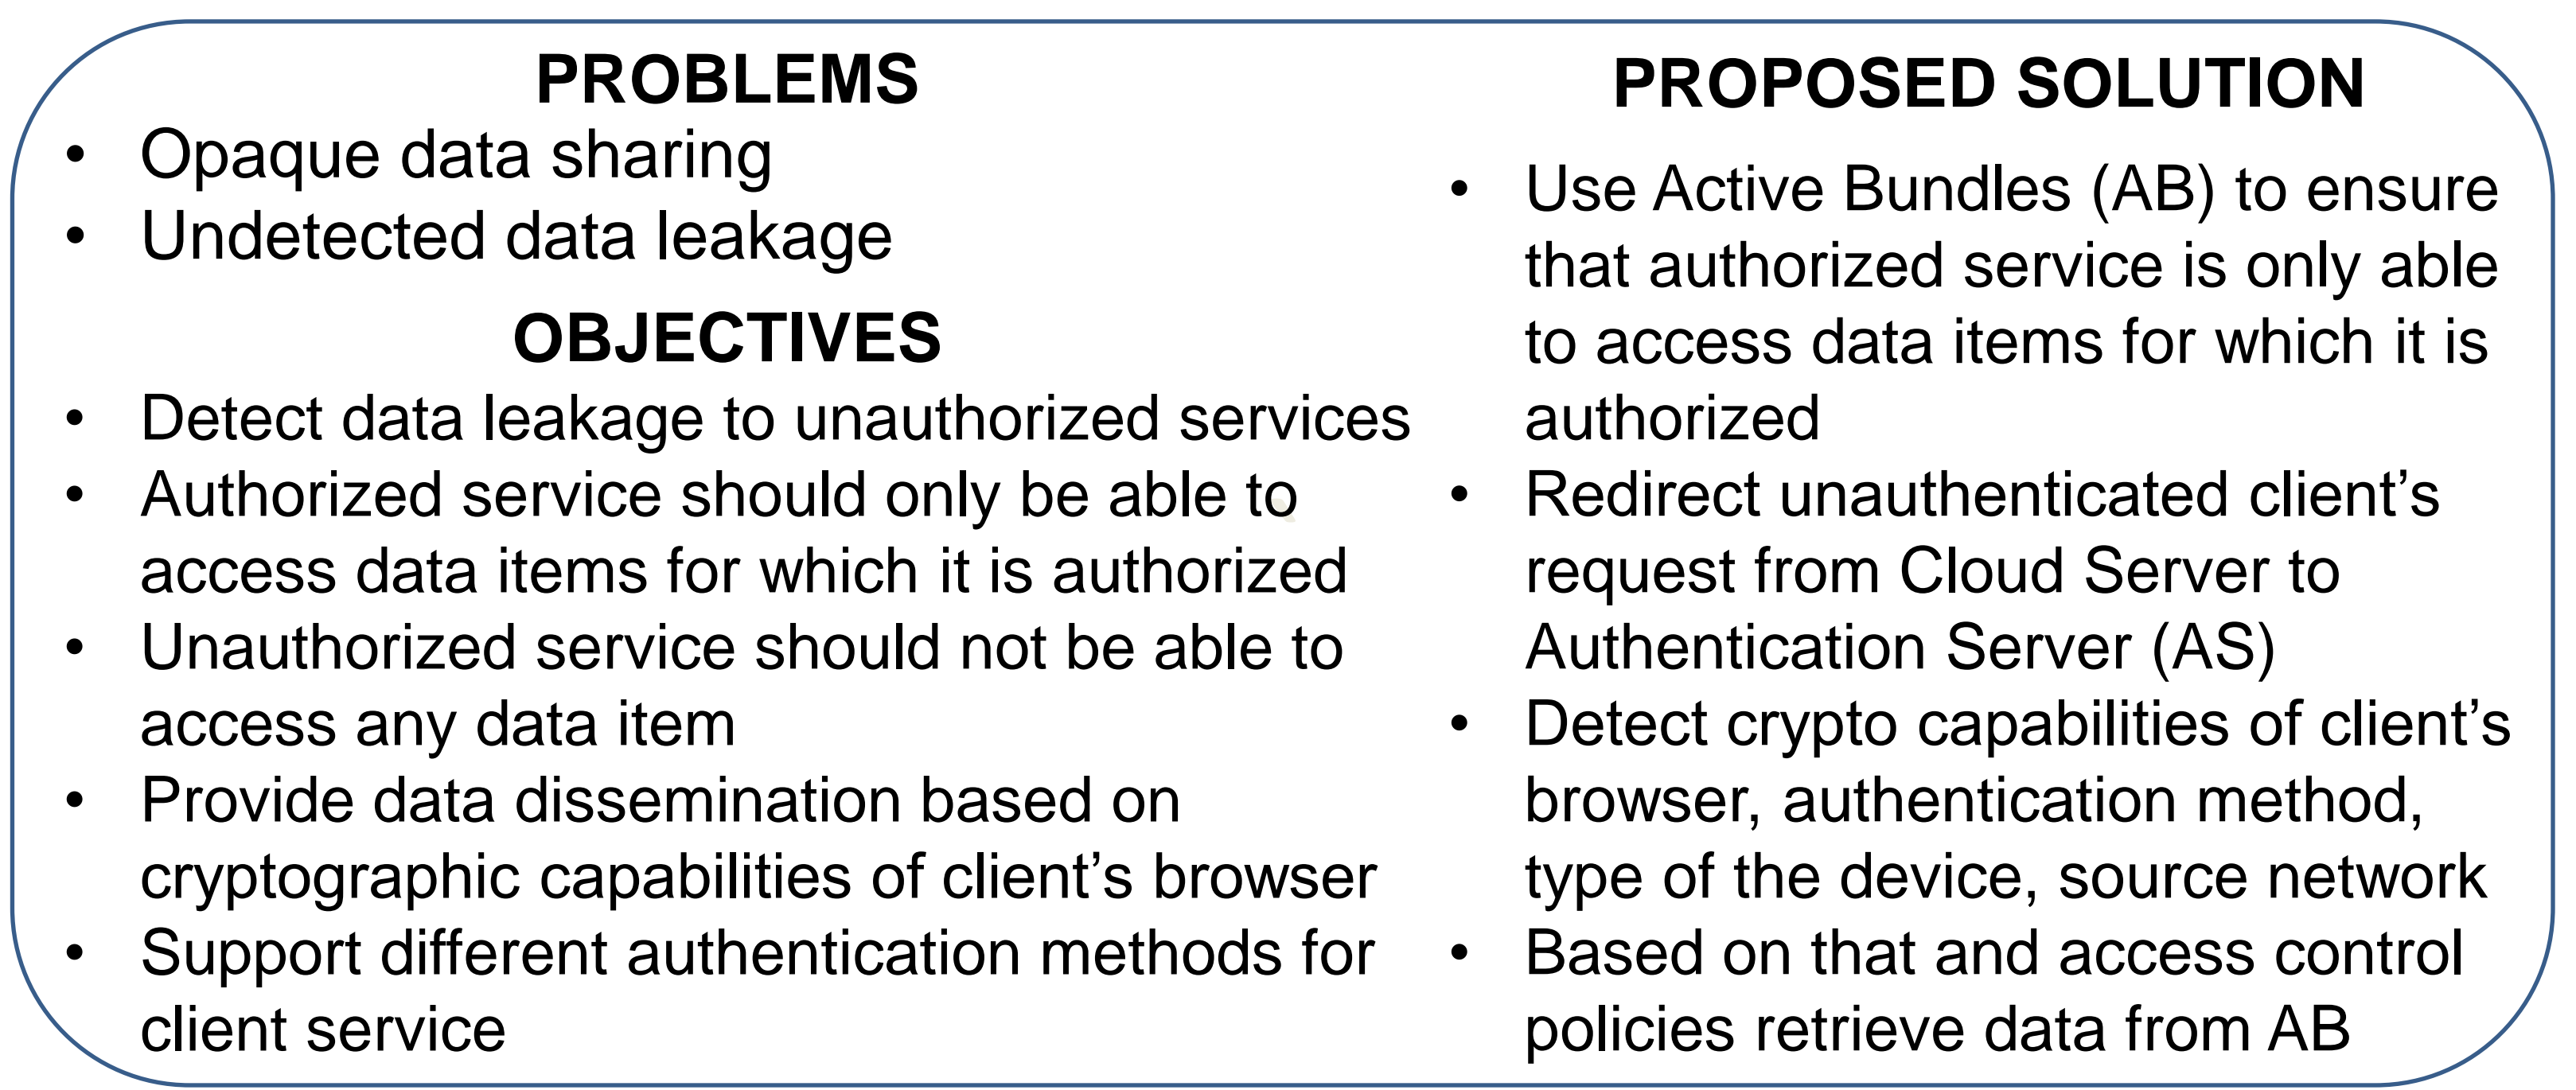 PROBLEMS
• Opaque data sharing
• Undetected data leakage
OBJECTIVES
• Detect data leakage to unauthorized services
• Authorized service should only be able to
access data items for which it is authorized
• Unauthorized service should not be able to
access any data item
• Provide data dissemination based on
cryptographic capabilities of client’s browser
• Support different authentication methods for
client service
PROPOSED SOLUTION
• Use Active Bundles (AB) to ensure
that authorized service is only able
to access data items for which it is
authorized
• Redirect unauthenticated client’s
request from Cloud Server to
Authentication Server (AS)
• Detect crypto capabilities of client’s
browser, authentication method,
type of the device, source network
• Based on that and access control
policies retrieve data from AB